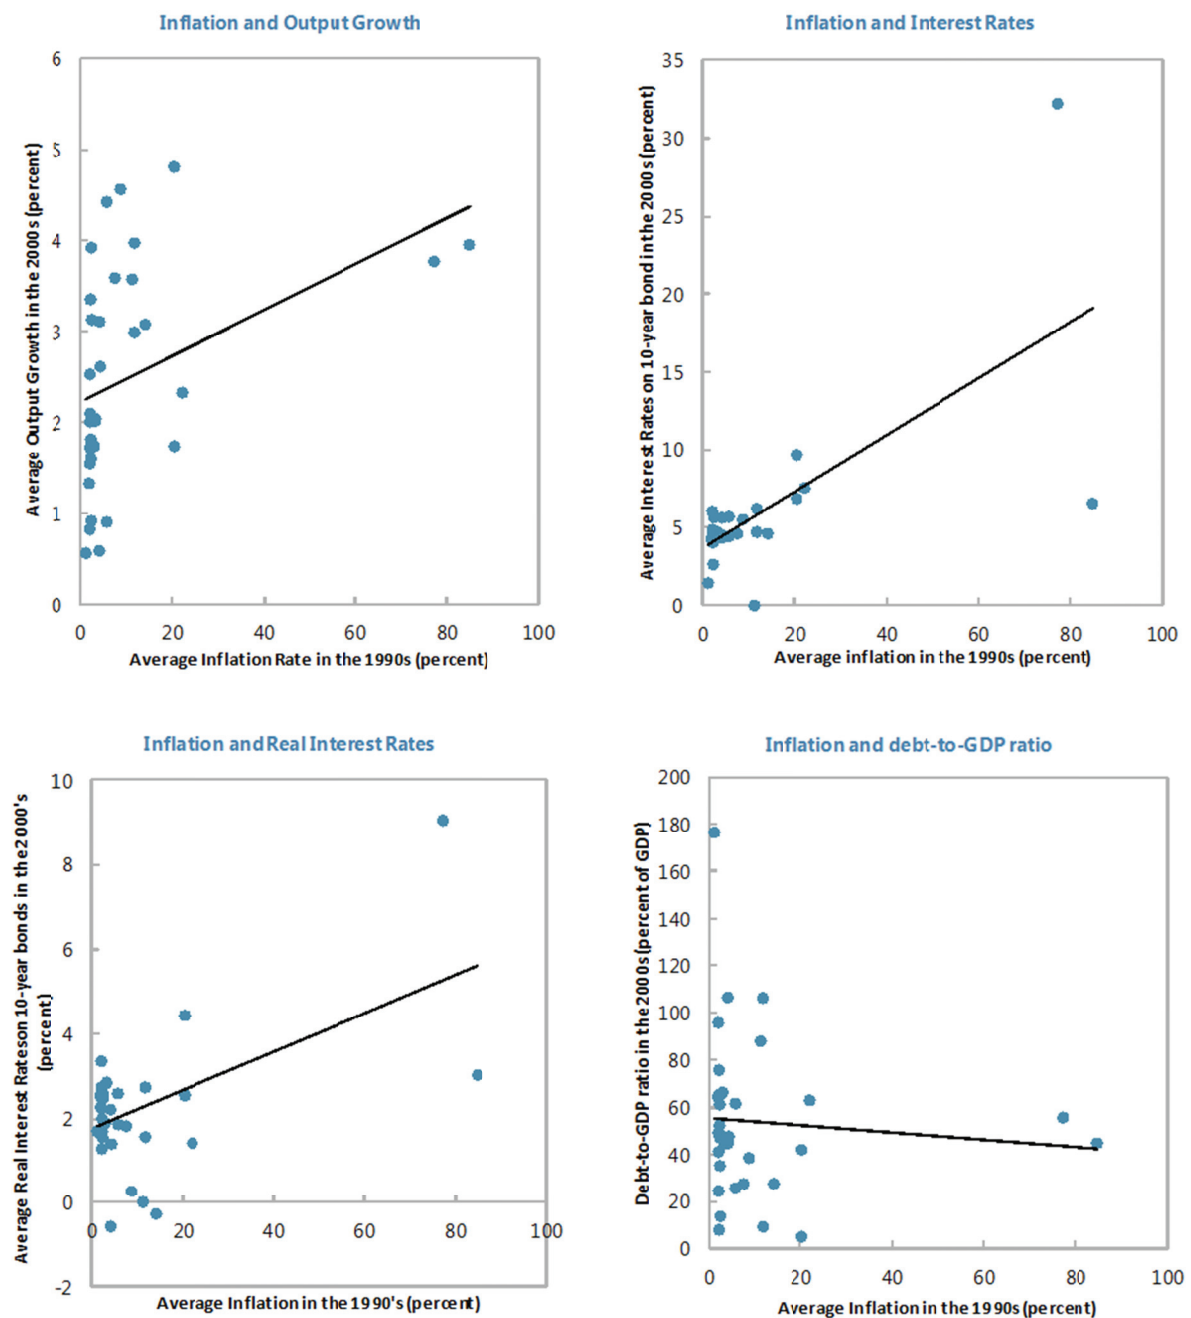 Inflation and Output Growth
6
5
4
3
2
1
0
0 20 40 60 80 100
Average Output Growth in the 2000s (percent)
Average Inflation Rate in the 1990s (percent)
Inflation and Interest Rates
35
30
25
20
15
10
5
0
0 20 40 60 80 100
Average Interest Rates on 10-year bond in the 2000s (percent)
Average inflation in the 1990s (percent)
Inflation and Real Interest Rates
10
8
6
4
2
0
-2
0 20 40 60 80 100
Average Real Interest Rates on 10-year bonds in the 2000's
(percent)
Average Inflation in the 1990's (percent)
Inflation and debt-to-GDP ratio
200
180
160
140
120
100
80
60
40
20
0
0 20 40 60 80 100
Debt-to-GDP ratio in the 2000s (percent of GDP)
Average Inflation in the 1990s (percent)